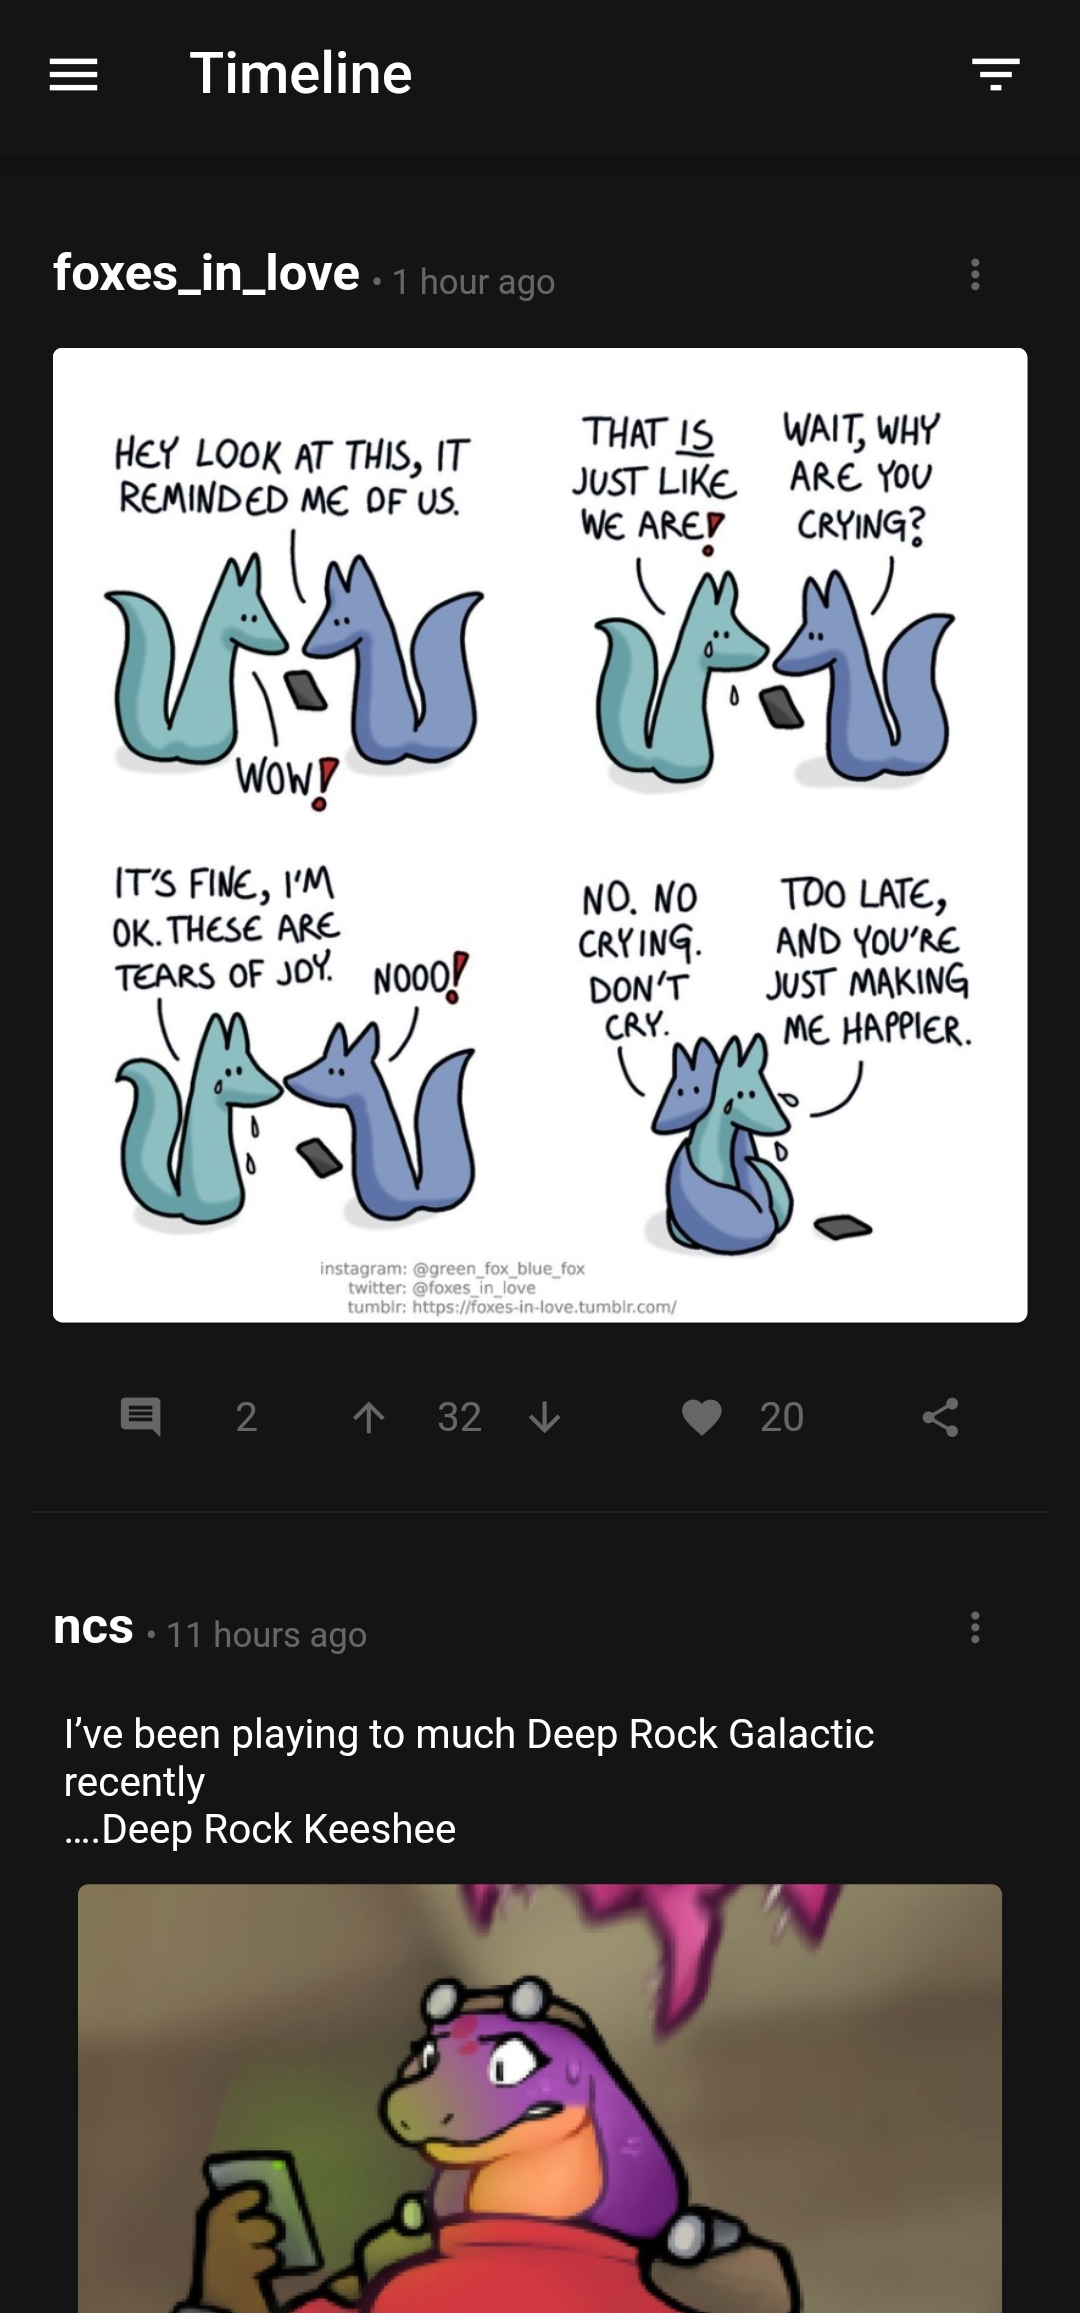 Timeline
foxes_in_love • 1 hour ago
HEY LOOK AT THIS, IT
REMINDED ME OF US.
WOW!
THAT IS
JUST LIKE
WE ARE!
WAIT, WHY
ARE YOU
CRYING?
IT'S FINE, I'M
OK. THESE ARE
TEARS OF JOY.
NOOO!
NO. NO
CRYING.
DON'T
CRY.
TOO LATE,
AND YOU'RE
JUST MAKING
ME HAPPIER.
instagram: @green_fox_blue_fox
twitter: @foxes_in_love
tumblr: https://foxes-in-love.tumblr.com/
2 32 20
ncs • 11 hours ago
I’ve been playing to much Deep Rock Galactic
recently
....Deep Rock Keeshee